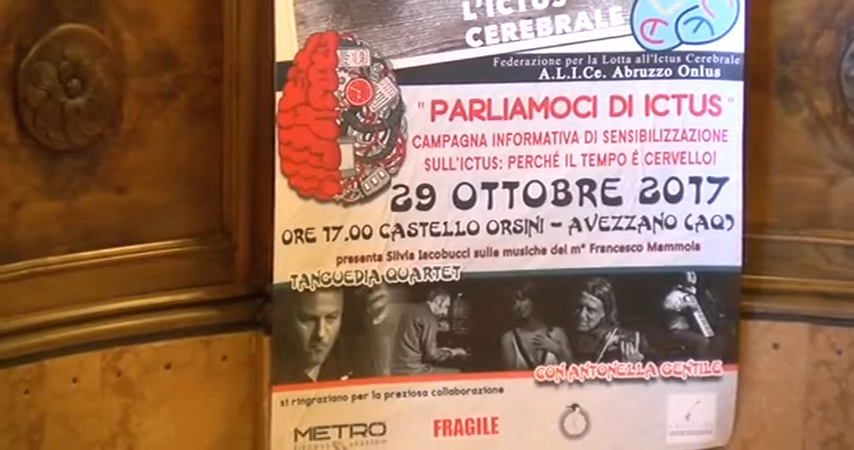 L'ICTUS
CEREBRALE
Federazione per la Lotta all'Ictus Cerebrale
A.L.I.Ce. Abruzzo Onlus
"PARLIAMOCI DI ICTUS"
CAMPAGNA INFORMATIVA DI SENSIBILIZZAZIONE
SULL'ICTUS: PERCHÉ IL TEMPO É CERVELLO!
29 OTTOBRE 2017
ORE 17.00 CASTELLO ORSINI - AVEZZANO (AQ)
presenta Silvia Iacobucci sulle musiche del m° Francesco Mammola
TANGUEDIA QUARTET
CON ANTONELLA GENTILE
si ringraziano per la preziosa collaborazione
METRO
FITNESS STATION
FRAGILE